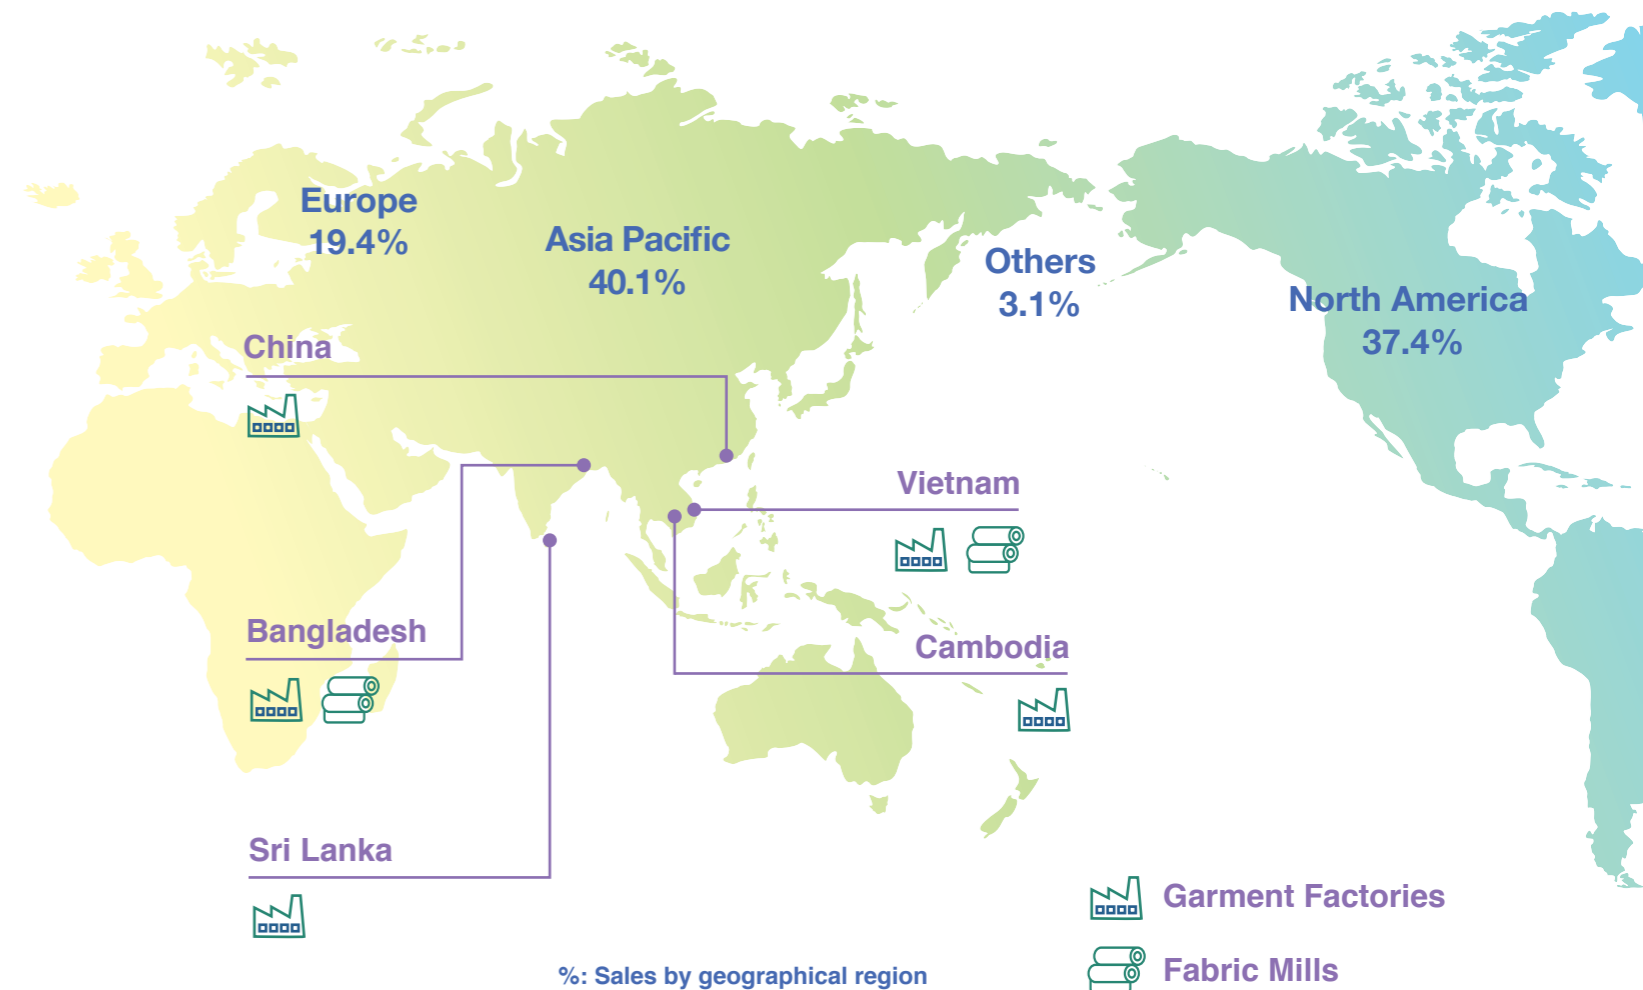 Europe
19.4%
Asia Pacific
40.1%
Others
3.1%
North America
37.4%
China
Vietnam
Bangladesh
Cambodia
Sri Lanka
Garment Factories
Fabric Mills
%: Sales by geographical region